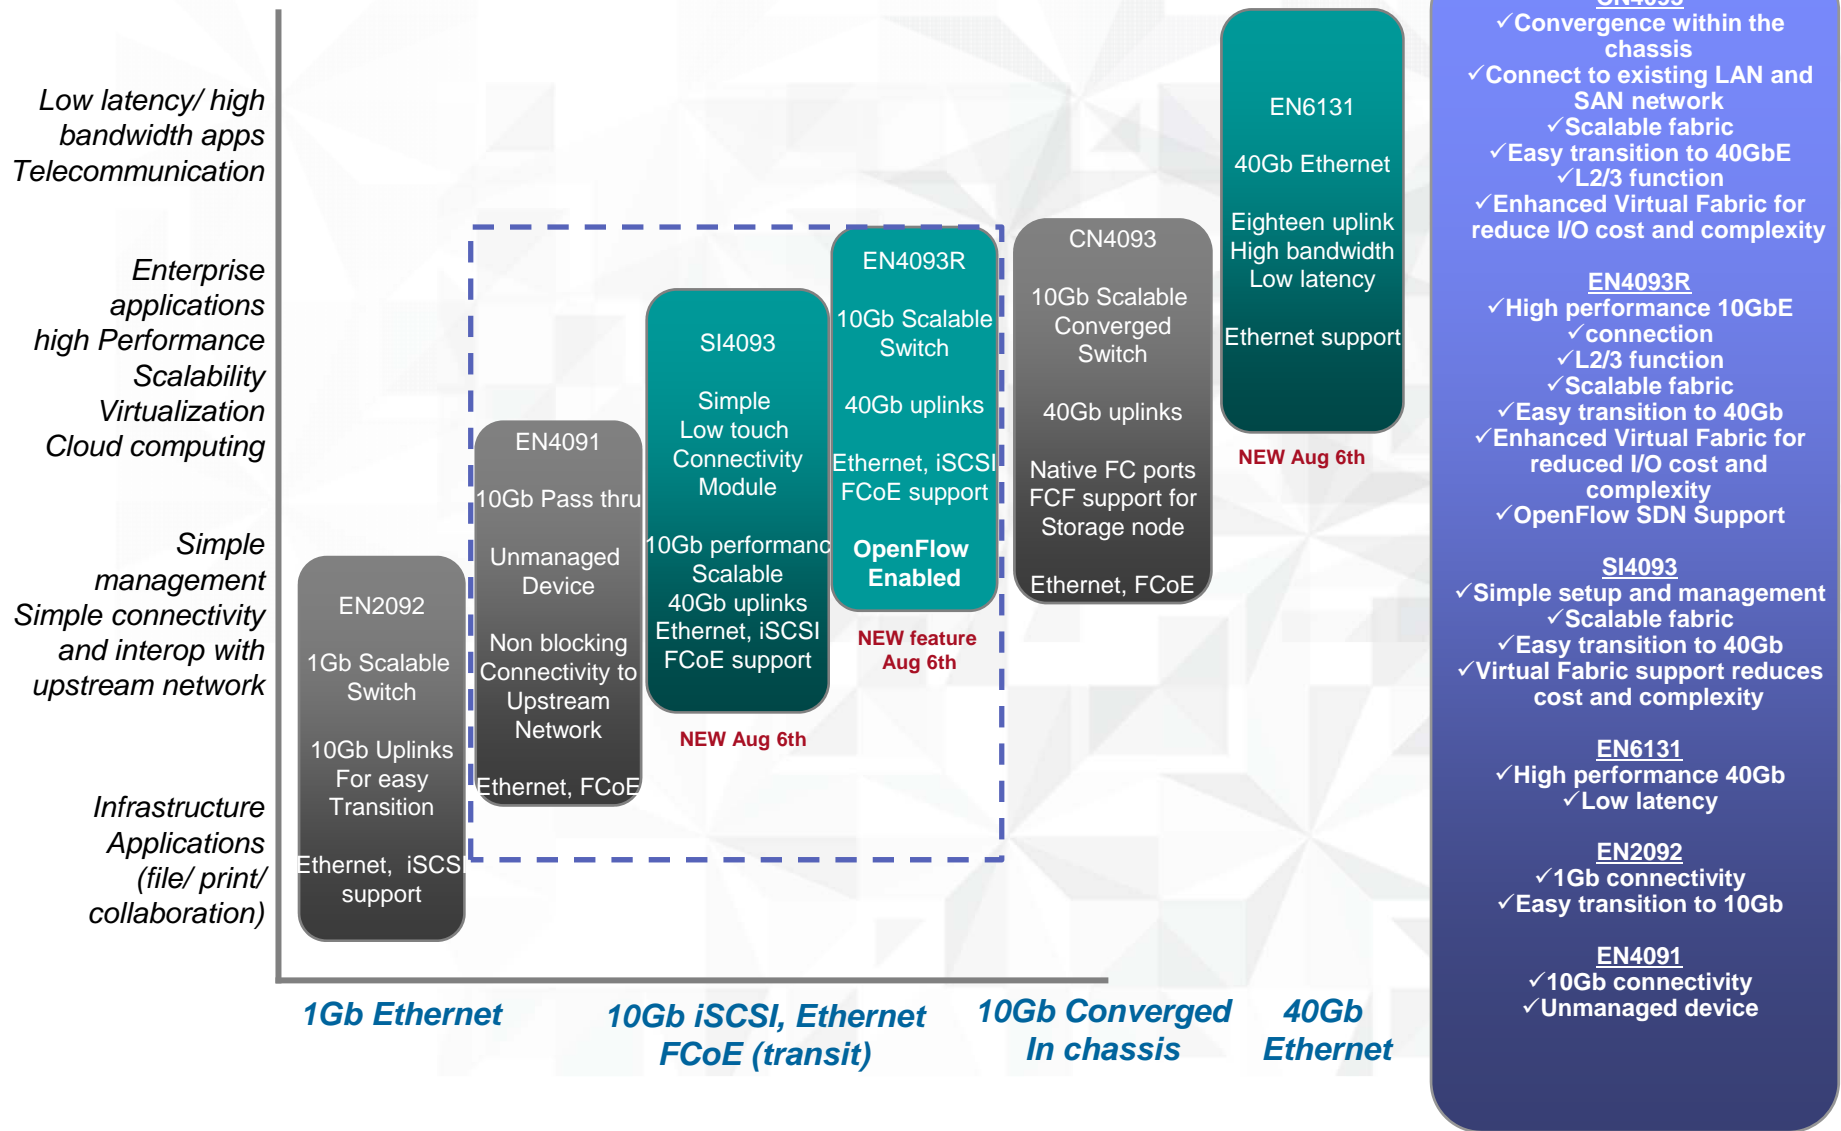 Low latency/ high
bandwidth apps
Telecommunication
Enterprise
applications
high Performance
Scalability
Virtualization
Cloud computing
Simple
management
Simple connectivity
and interop with
upstream network
Infrastructure
Applications
(file/ print/
collaboration)
EN2092
1Gb Scalable
Switch
10Gb Uplinks
For easy
Transition
Ethernet, iSCSI
support
EN4091
10Gb Pass thru
Unmanaged
Device
Non blocking
Connectivity to
Upstream
Network
Ethernet, FCoE
SI4093
Simple
Low touch
Connectivity
Module
10Gb performanc
Scalable
40Gb uplinks
Ethernet, iSCSI
FCoE support
NEW Aug 6th
EN4093R
10Gb Scalable
Switch
40Gb uplinks
Ethernet, iSCSI
FCoE support
OpenFlow
Enabled
NEW feature
Aug 6th
CN4093
10Gb Scalable
Converged
Switch
40Gb uplinks
Native FC ports
FCF support for
Storage node
Ethernet, FCoE
EN6131
40Gb Ethernet
Eighteen uplink
High bandwidth
Low latency
Ethernet support
NEW Aug 6th
1Gb Ethernet
10Gb iSCSI, Ethernet
FCoE (transit)
10Gb Converged
In chassis
40Gb
Ethernet
CN4093
✓Convergence within the
chassis
✓Connect to existing LAN and
SAN network
✓Scalable fabric
✓Easy transition to 40GbE
✓L2/3 function
✓Enhanced Virtual Fabric for
reduce I/O cost and complexity
EN4093R
✓High performance 10GbE
✓connection
✓L2/3 function
✓Scalable fabric
✓Easy transition to 40Gb
✓Enhanced Virtual Fabric for
reduced I/O cost and
complexity
✓OpenFlow SDN Support
SI4093
✓Simple setup and management
✓Scalable fabric
✓Easy transition to 40Gb
✓Virtual Fabric support reduces
cost and complexity
EN6131
✓High performance 40Gb
✓Low latency
EN2092
✓1Gb connectivity
✓Easy transition to 10Gb
EN4091
✓10Gb connectivity
✓Unmanaged device